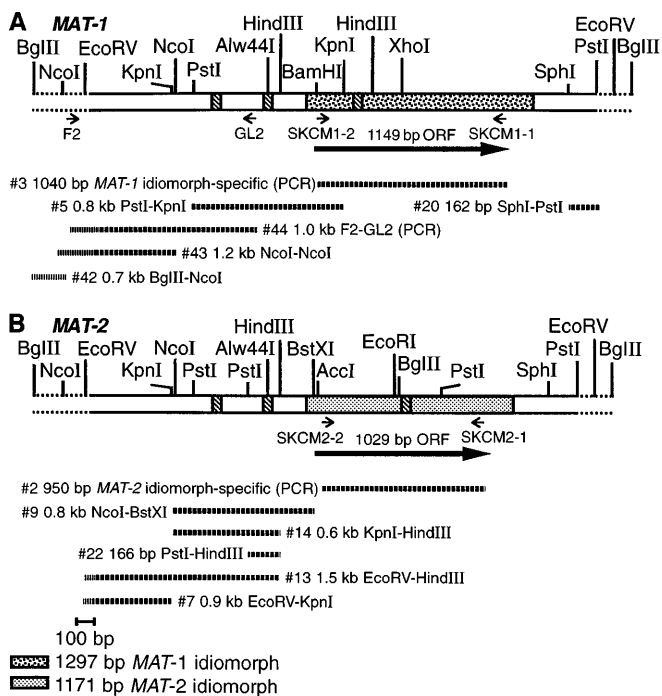 A MAT-1
HindIII HindIII EcoRV
BglII EcoRV NcoI Alw44I KpnI XhoI PstI BglII
NcoI KpnI PstI BamHI SphI
F2 GL2 SKCM1-2 1149 bp ORF SKCM1-1
#3 1040 bp MAT-1 idiomorph-specific (PCR)
#5 0.8 kb PstI-KpnI #20 162 bp SphI-PstI
#44 1.0 kb F2-GL2 (PCR)
#43 1.2 kb NcoI-NcoI
#42 0.7 kb BglII-NcoI
B MAT-2
HindIII EcoRI EcoRV
BglII EcoRV NcoI Alw44I BstXI BglII PstI BglII
NcoI KpnI PstI PstI AccI PstI SphI
SKCM2-2 1029 bp ORF SKCM2-1
#2 950 bp MAT-2 idiomorph-specific (PCR)
#9 0.8 kb NcoI-BstXI
#14 0.6 kb KpnI-HindIII
#22 166 bp PstI-HindIII
#13 1.5 kb EcoRV-HindIII
#7 0.9 kb EcoRV-KpnI
100 bp
1297 bp MAT-1 idiomorph
1171 bp MAT-2 idiomorph